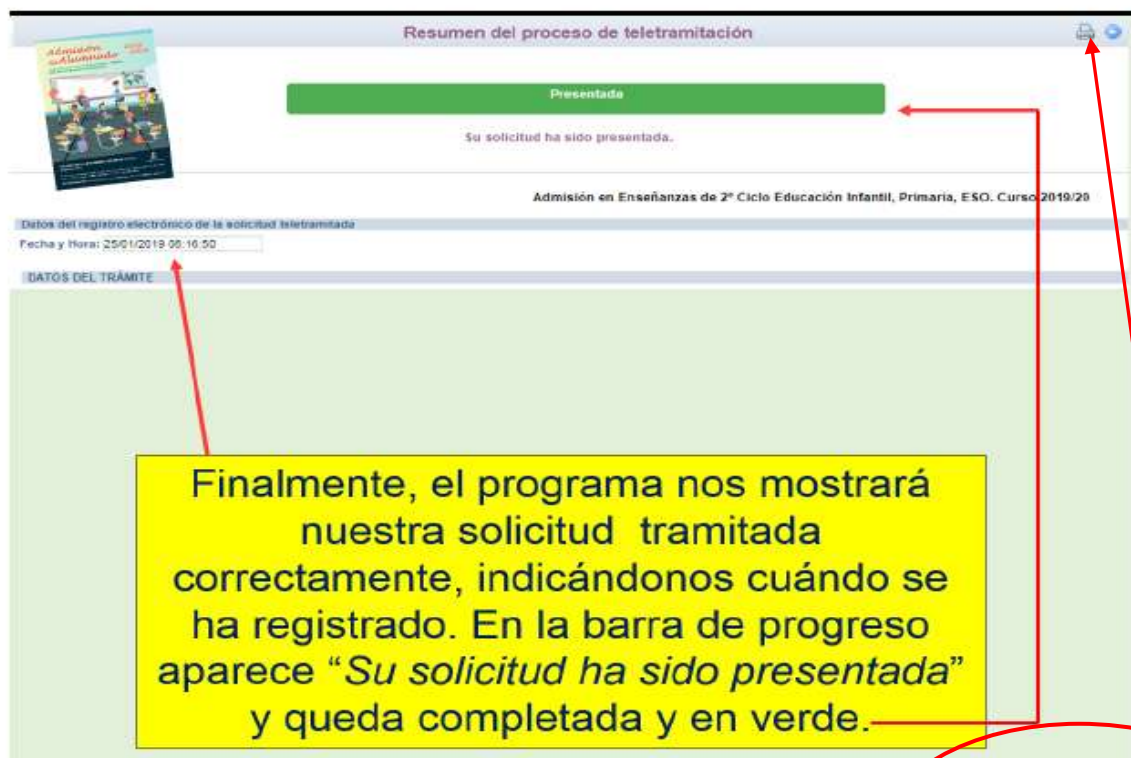 Resumen del proceso de teletramitación
Admisión
Presentada
Su solicitud ha sido presentada.
Admisión en Enseñanzas de 2º Ciclo Educación Infantil, Primaria, ESO. Curso 2019/20
Datos del registro electrónico de la solicitud teletramitada
Fecha y Hora: 25/01/2019 08:16:50
DATOS DEL TRÁMITE
Finalmente, el programa nos mostrará
nuestra solicitud tramitada
correctamente, indicándonos cuándo se
ha registrado. En la barra de progreso
aparece “Su solicitud ha sido presentada”
y queda completada y en verde.